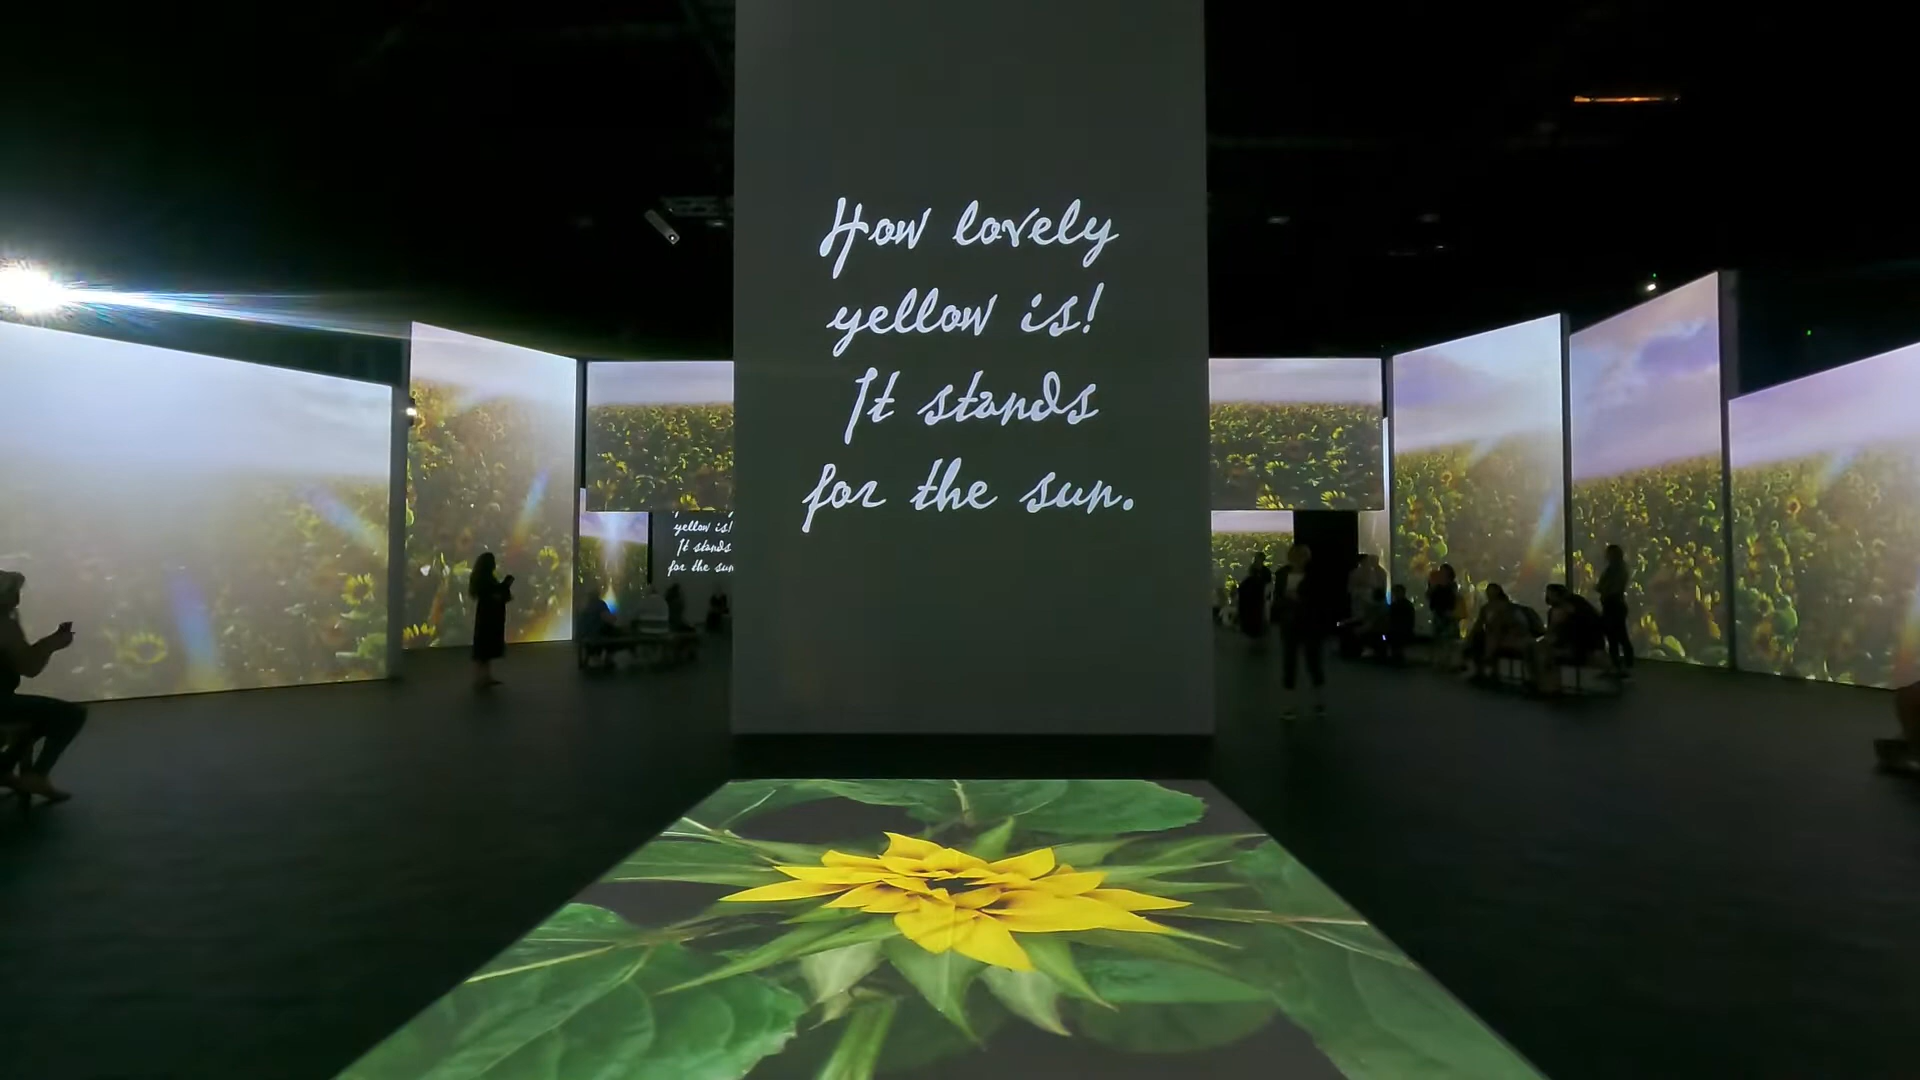 How lovely
yellow is!
It stands
for the sun.
yellow is!
It stands
for the sun